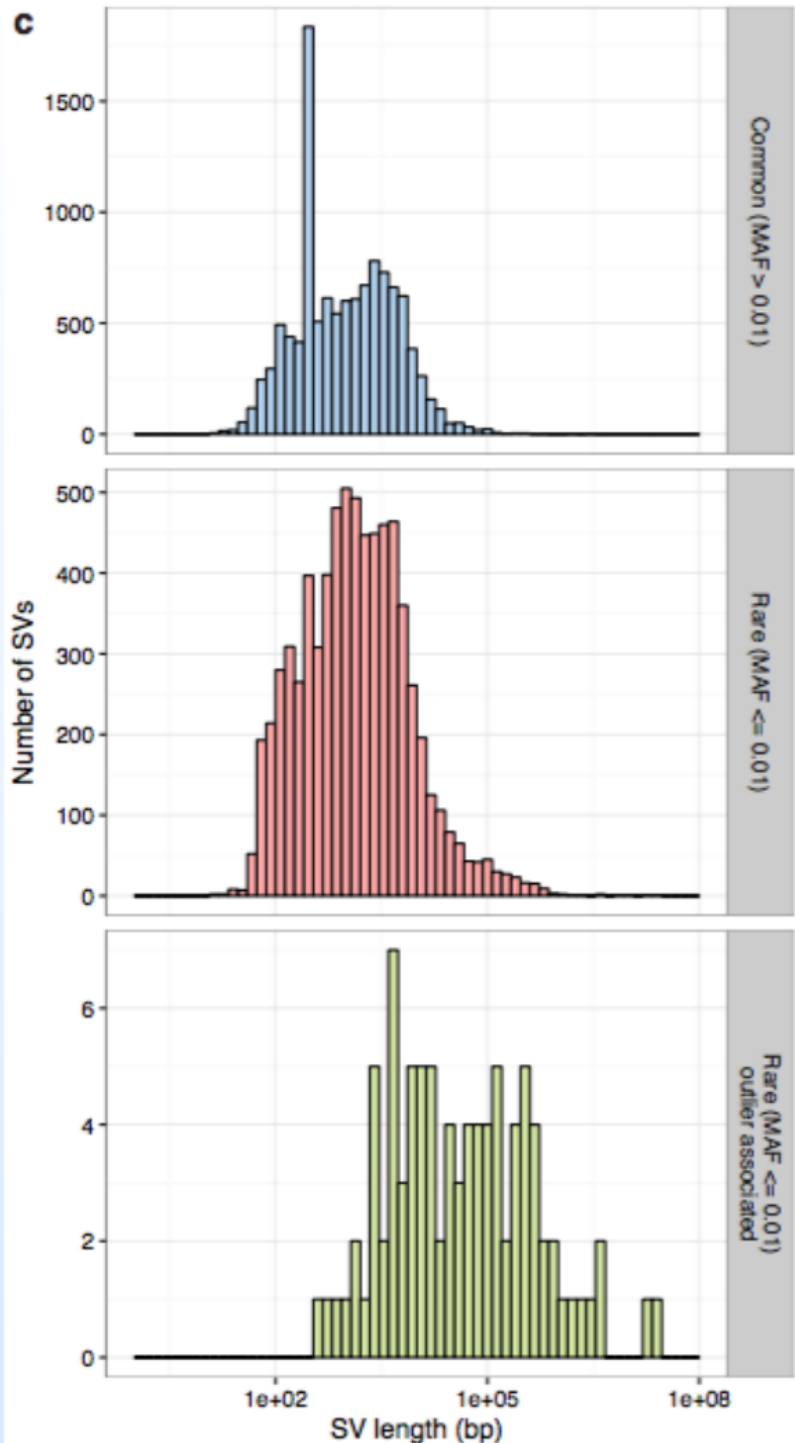 c
1500
1000
500
0
Common (MAF > 0.01)
500
400
300
200
100
0
Rare (MAF <= 0.01)
Number of SVs
6
4
2
0
Rare (MAF <= 0.01)
outlier associated
1e+02
1e+05
1e+08
SV length (bp)